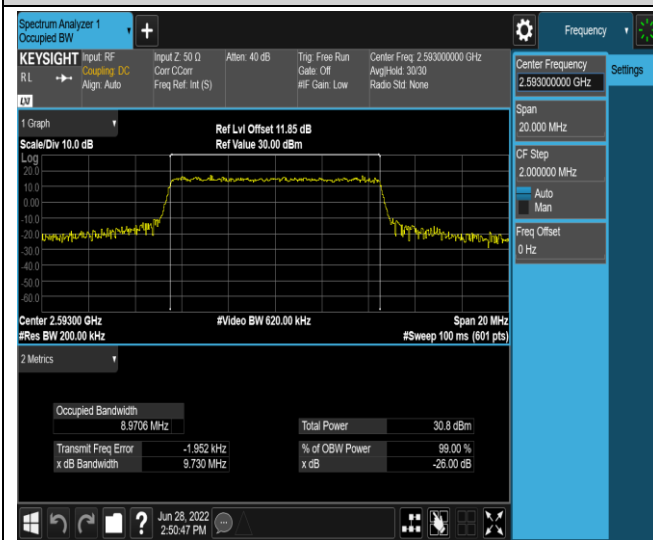 Spectrum Analyzer 1
Occupied BW
+
Frequency
KEYSIGHT
RL
LXI
Input: RF
Coupling: DC
Align: Auto
Input Z: 50 Ω
Corr CCorr
Freq Ref: Int (S)
Atten: 40 dB
Trig: Free Run
Gate: Off
#IF Gain: Low
Center Freq: 2.593000000 GHz
Avg|Hold: 30/30
Radio Std: None
Center Frequency
2.593000000 GHz
Settings
Span
20.000 MHz
CF Step
2.000000 MHz
Auto
Man
Freq Offset
0 Hz
1 Graph
Scale/Div 10.0 dB
Ref Lvl Offset 11.85 dB
Ref Value 30.00 dBm
Log
20.0
10.0
0.00
-10.0
-20.0
-30.0
-40.0
-50.0
-60.0
Center 2.59300 GHz
#Res BW 200.00 kHz
#Video BW 620.00 kHz
Span 20 MHz
#Sweep 100 ms (601 pts)
2 Metrics
Occupied Bandwidth
8.9706 MHz
Total Power 30.8 dBm
Transmit Freq Error -1.952 kHz
% of OBW Power 99.00 %
x dB Bandwidth 9.730 MHz
x dB -26.00 dB
?
Jun 28, 2022
2:50:47 PM